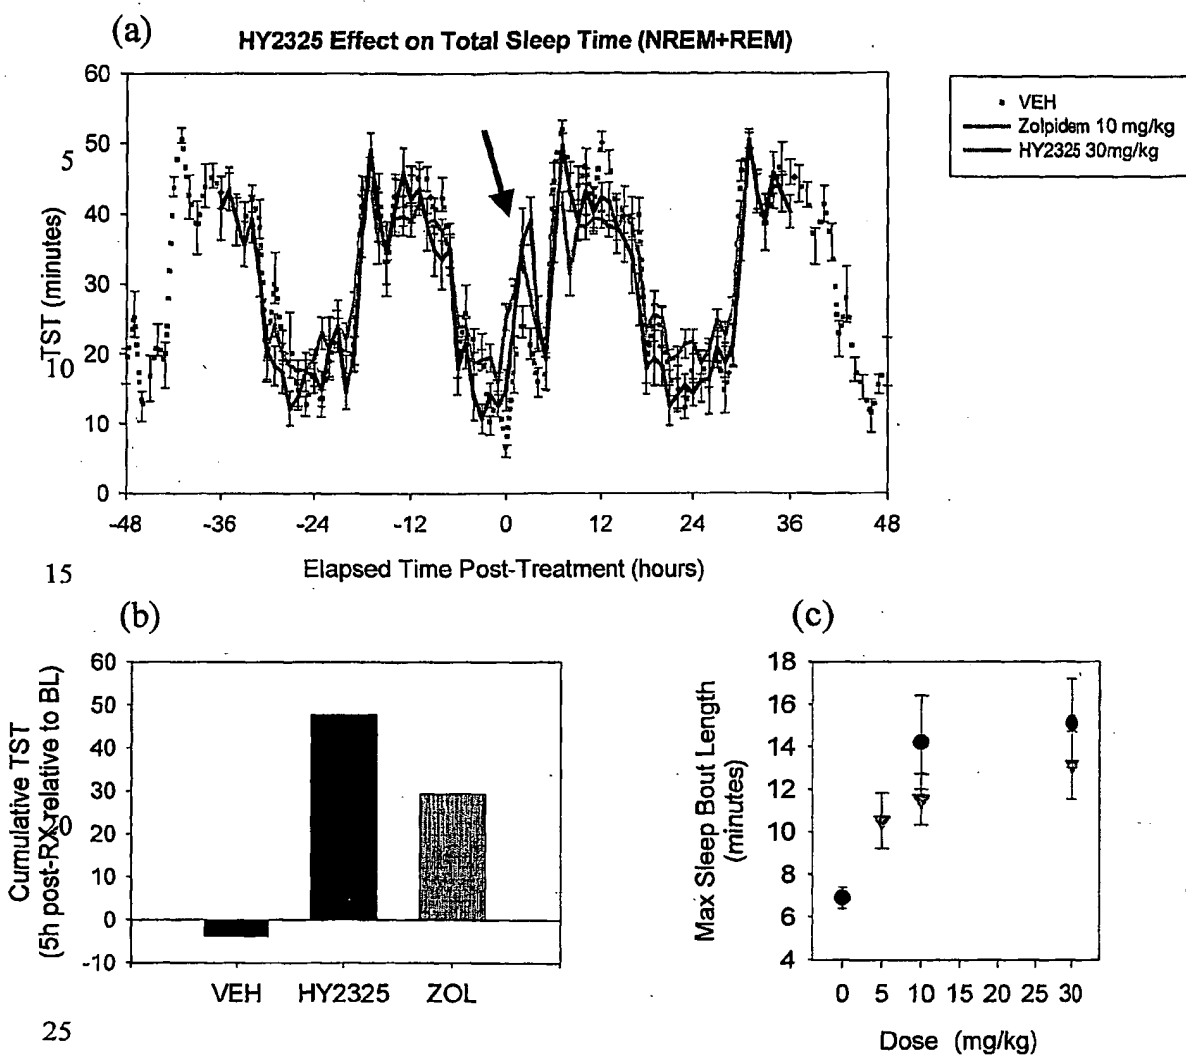 (a)
HY2325 Effect on Total Sleep Time (NREM+REM)
60
50
40
30
20
10
0
TST (minutes)
-48 -36 -24 -12 0 12 24 36 48
Elapsed Time Post-Treatment (hours)
VEH
Zolpidem 10 mg/kg
HY2325 30mg/kg
5
10
15
(b)
60
50
40
30
20
10
0
-10
Cumulative TST
(5h post-RX relative to BL)
VEH HY2325 ZOL
20
25
(c)
18
16
14
12
10
8
6
4
Max Sleep Bout Length
(minutes)
0 5 10 15 20 25 30
Dose (mg/kg)